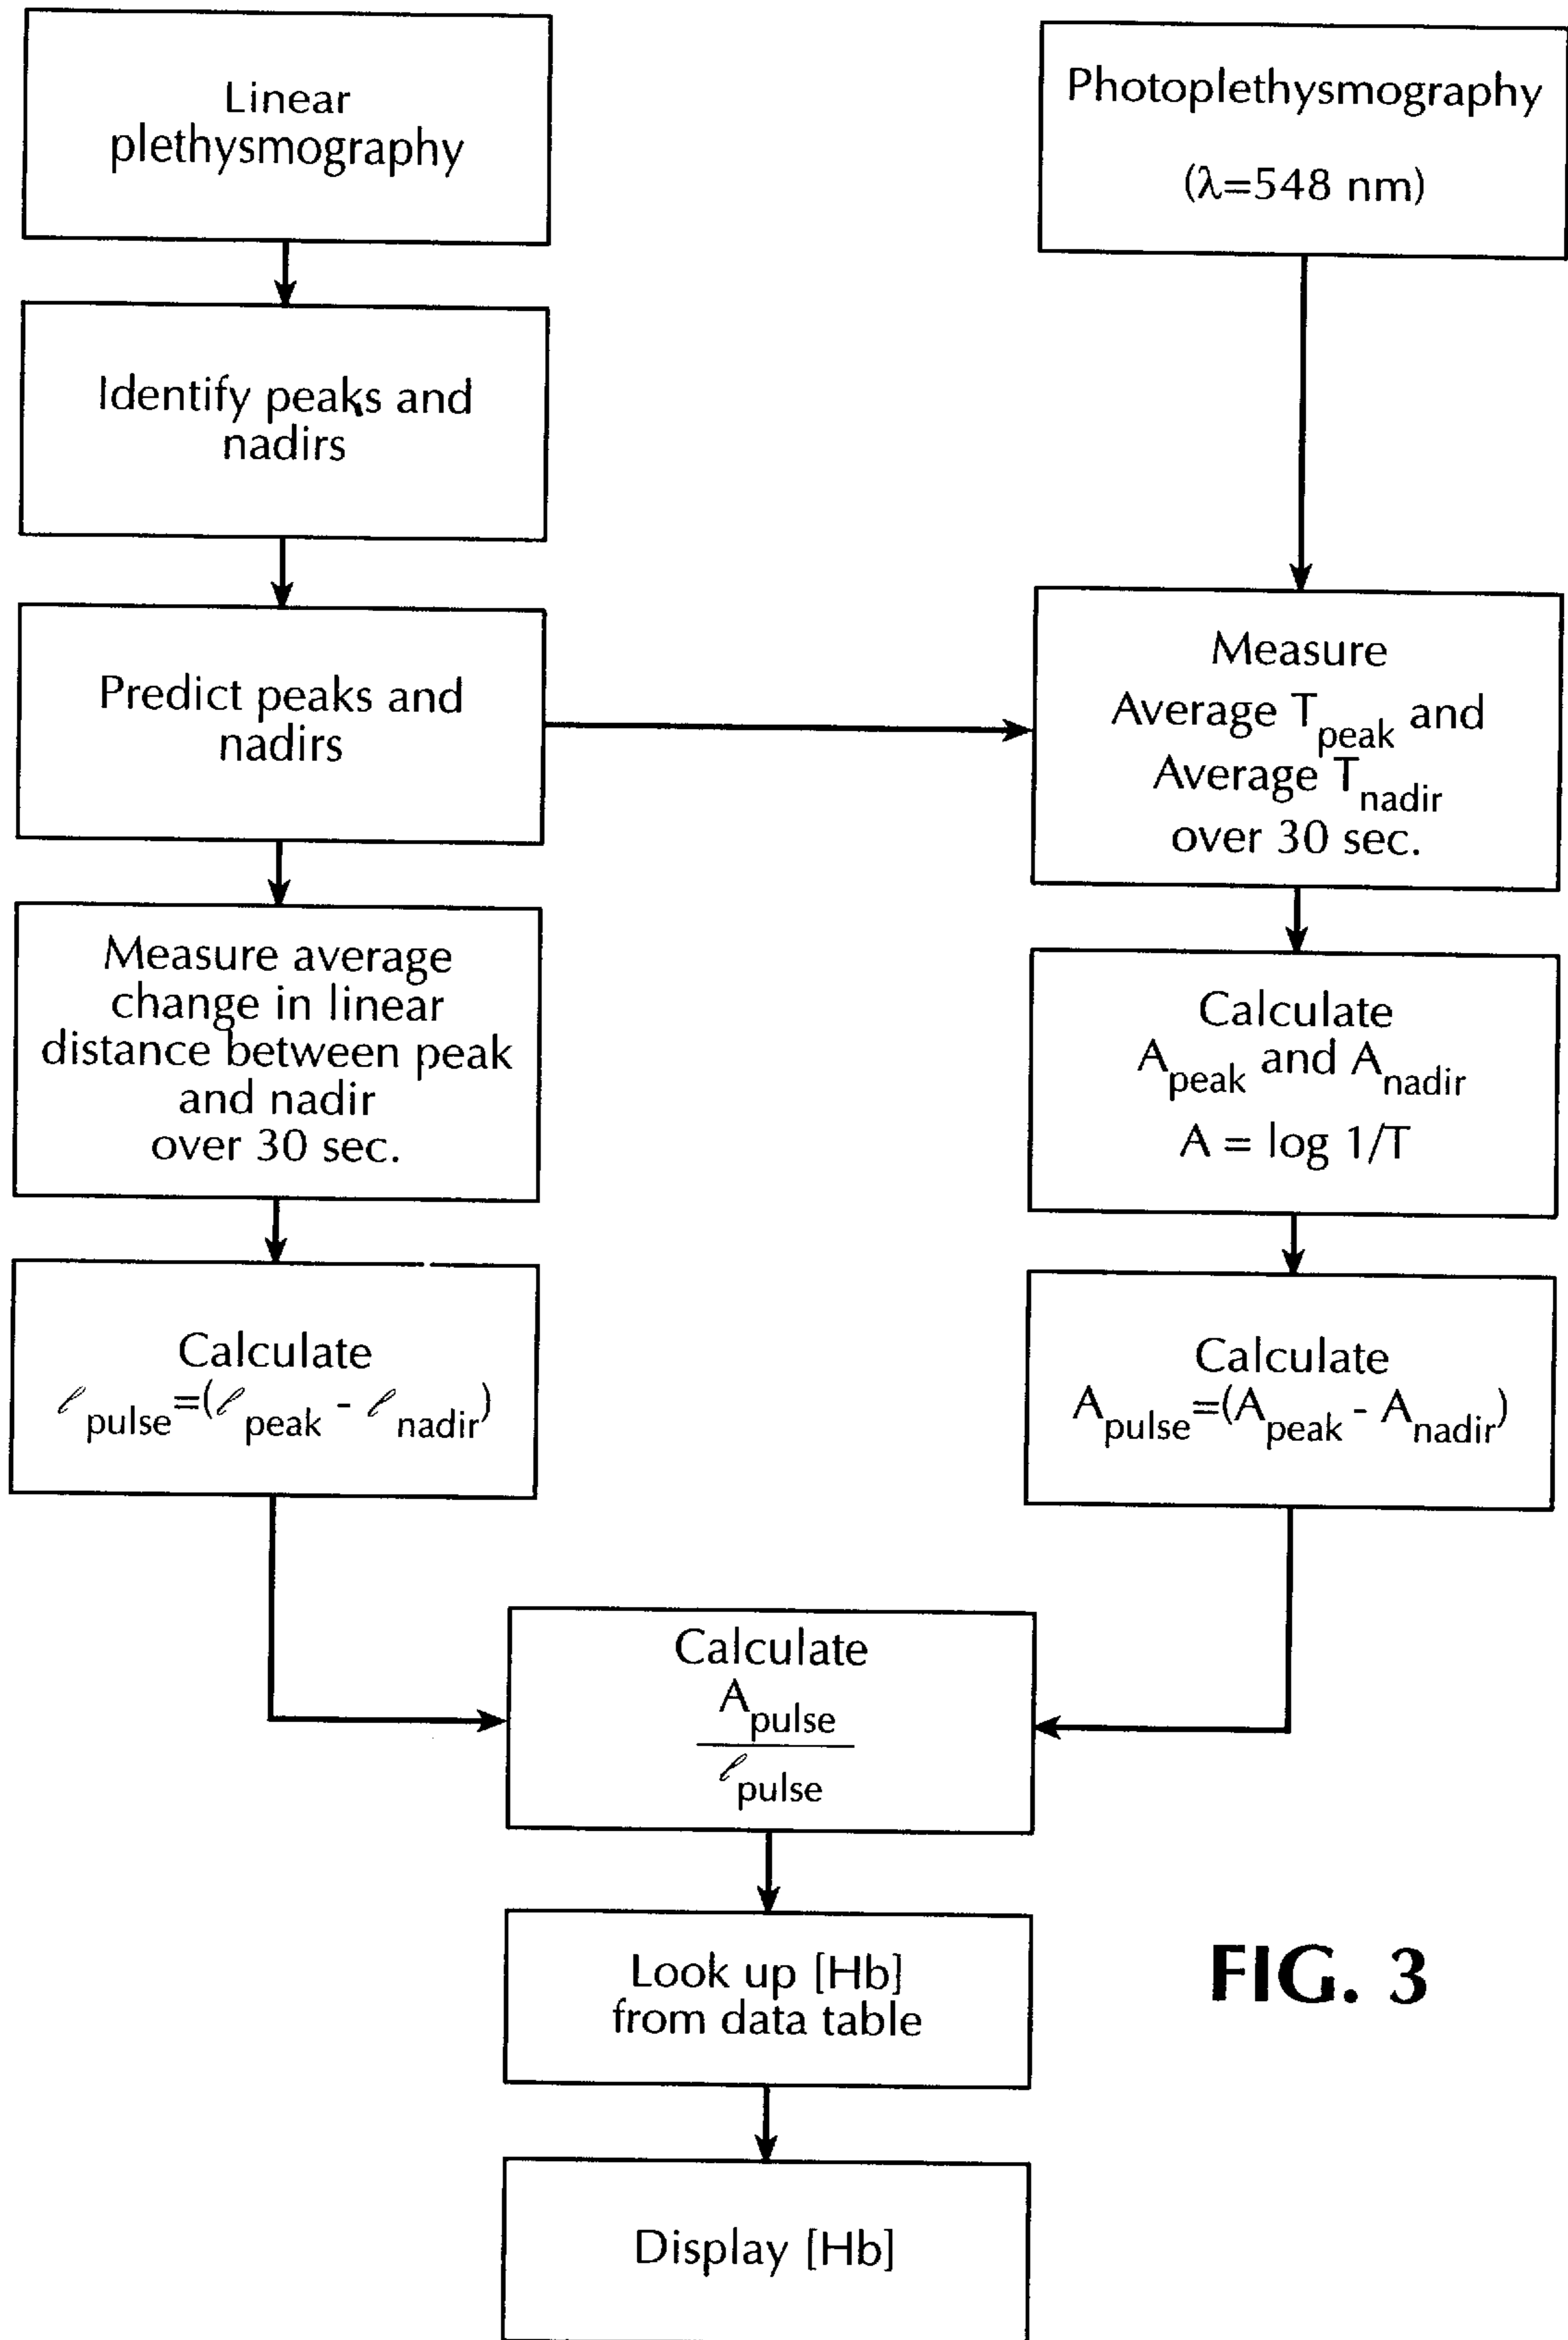 Linear
plethysmography
Identify peaks and
nadirs
Predict peaks and
nadirs
Measure average
change in linear
distance between peak
and nadir
over 30 sec.
Calculate
ℓpulse=(ℓpeak - ℓnadir)
Photoplethysmography
(λ=548 nm)
Measure
Average Tpeak and
Average Tnadir
over 30 sec.
Calculate
Apeak and Anadir
A = log 1/T
Calculate
Apulse=(Apeak - Anadir)
Calculate
Apulse
ℓpulse
Look up [Hb]
from data table
Display [Hb]
FIG. 3